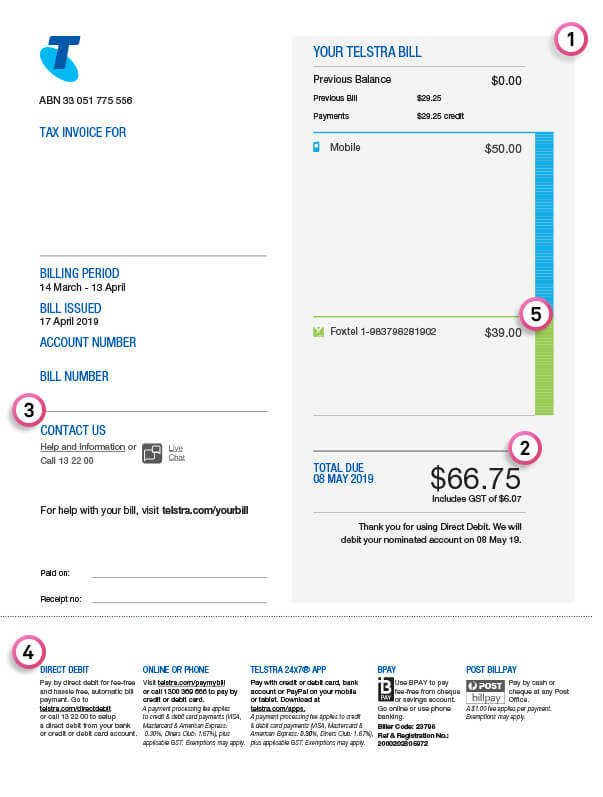 1
T
YOUR TELSTRA BILL
Previous Balance $0.00
Previous Bill $29.25
Payments $29.25 credit
ABN 33 051 775 556
TAX INVOICE FOR
Mobile $50.00
BILLING PERIOD
14 March - 13 April
BILL ISSUED
17 April 2019
ACCOUNT NUMBER
BILL NUMBER
5
Foxtel 1-983798281902 $39.00
3
CONTACT US
Help and Information or
Call 13 22 00
Live
Chat
For help with your bill, visit telstra.com/yourbill
2
TOTAL DUE
08 MAY 2019
$66.75
Includes GST of $6.07
Thank you for using Direct Debit. We will
debit your nominated account on 08 May 19.
Paid on:
Receipt no:
4
DIRECT DEBIT
Pay by direct debit for fee-free
and hassle free, automatic bill
payment. Go to
telstra.com/directdebit
or call 13 22 00 to setup
a direct debit from your bank
or credit or debit card account.
ONLINE OR PHONE
Visit telstra.com/paymybill
or call 1300 369 666 to pay by
credit or debit card.
A payment processing fee applies
to credit & debit card payments (VISA,
Mastercard & American Express:
0.30%, Diners Club: 1.67%), plus
applicable GST. Exemptions may apply.
TELSTRA 24x7® APP
Pay with credit or debit card, bank
account or PayPal on your mobile
or tablet. Download at
telstra.com/apps.
A payment processing fee applies to credit
& debit card payments (VISA, Mastercard &
American Express: 0.30%, Diners Club: 1.67%),
plus applicable GST. Exemptions may apply.
BPAY
B
PAY
Use BPAY to pay
fee-free from cheque
or savings account.
Go online or use phone
banking.
Biller Code: 23796
Ref & Registration No.:
2000202805972
POST BILLPAY
POST
billpay
Pay by cash or
cheque at any Post
Office.
A $1.00 fee applies per payment.
Exemptions may apply.